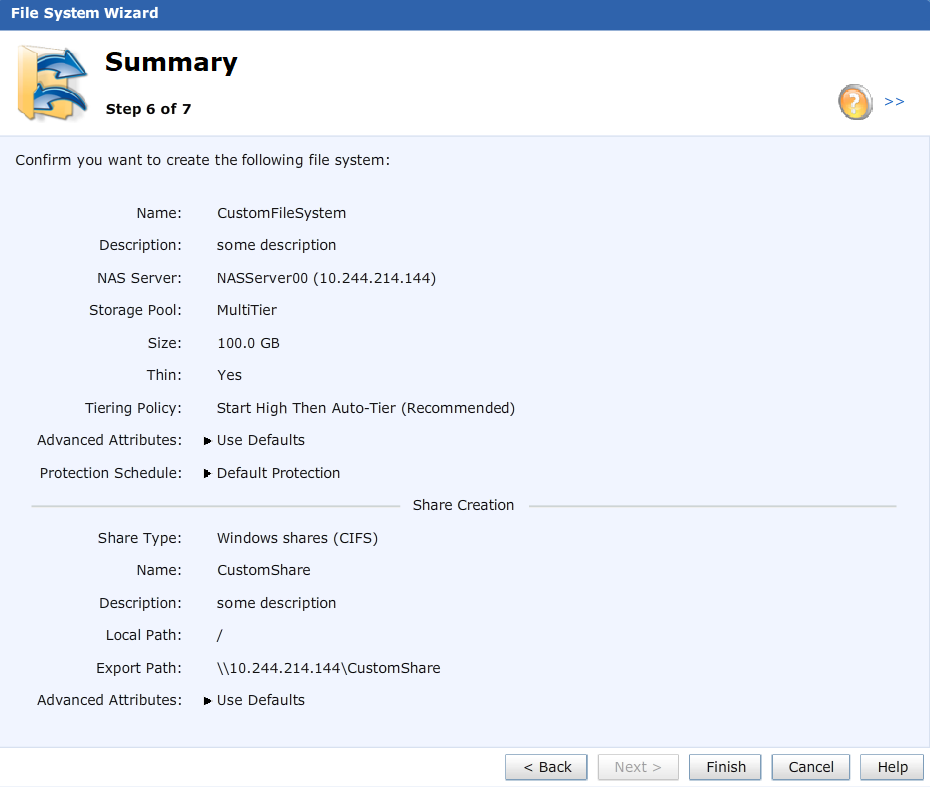 File System Wizard
Summary
Step 6 of 7
? >>
Confirm you want to create the following file system:
Name: CustomFileSystem
Description: some description
NAS Server: NASServer00 (10.244.214.144)
Storage Pool: MultiTier
Size: 100.0 GB
Thin: Yes
Tiering Policy: Start High Then Auto-Tier (Recommended)
Advanced Attributes: Use Defaults
Protection Schedule: Default Protection
Share Creation
Share Type: Windows shares (CIFS)
Name: CustomShare
Description: some description
Local Path: /
Export Path: \\10.244.214.144\CustomShare
Advanced Attributes: Use Defaults
< Back Next > Finish Cancel Help